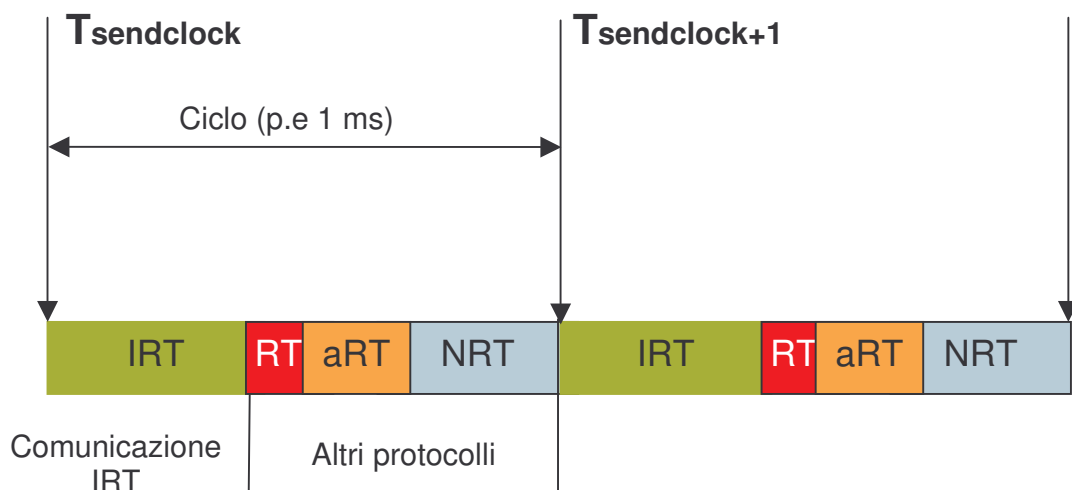 Tsendclock Tsendclock+1
Ciclo (p.e 1 ms)
IRT RT aRT NRT IRT RT aRT NRT
Comunicazione Altri protocolli
IRT